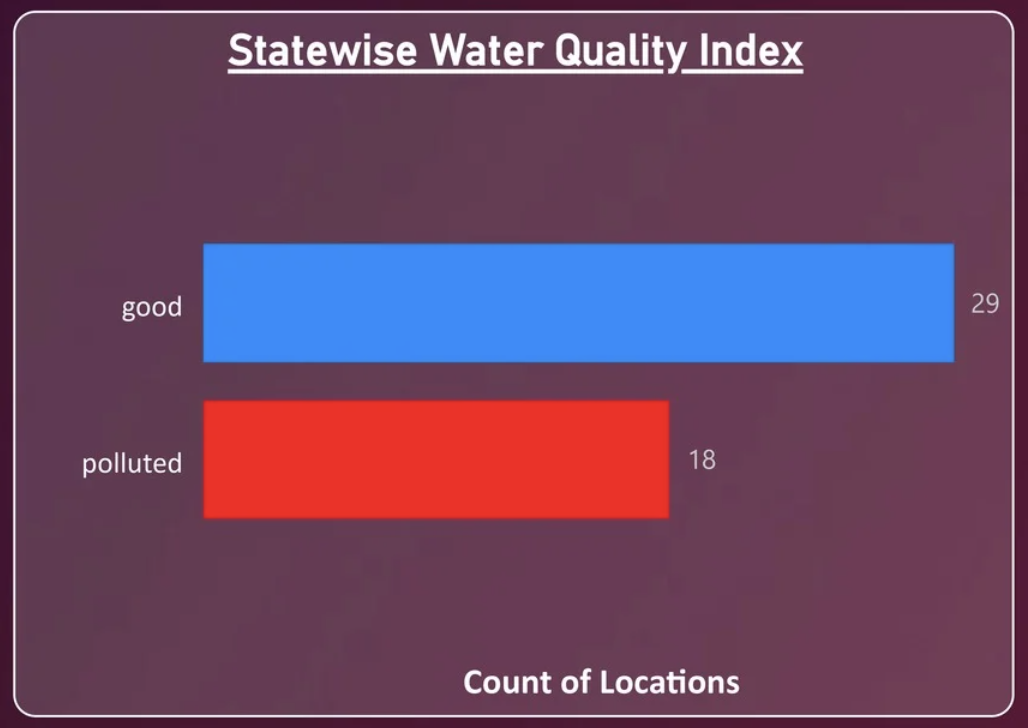 Statewise Water Quality Index
good
29
polluted
18
Count of Locations